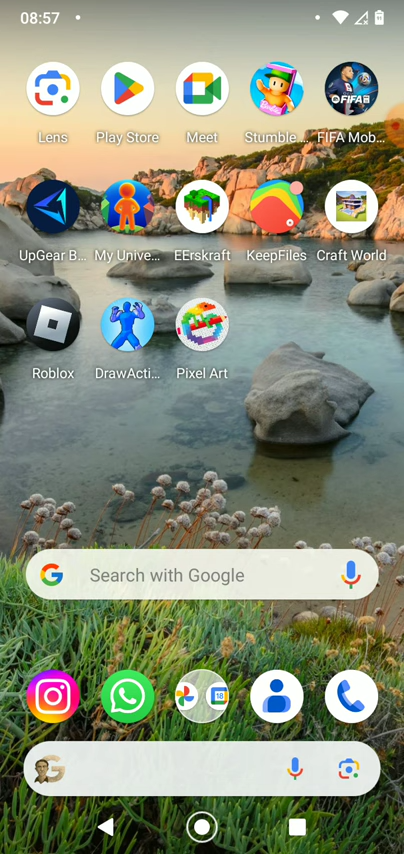 08:57
Lens
Play Store
Meet
Stumble ...
FIFA Mob...
UpGear B...
My Unive...
EErskraft
KeepFiles
Craft World
Roblox
DrawActi...
Pixel Art
Search with Google